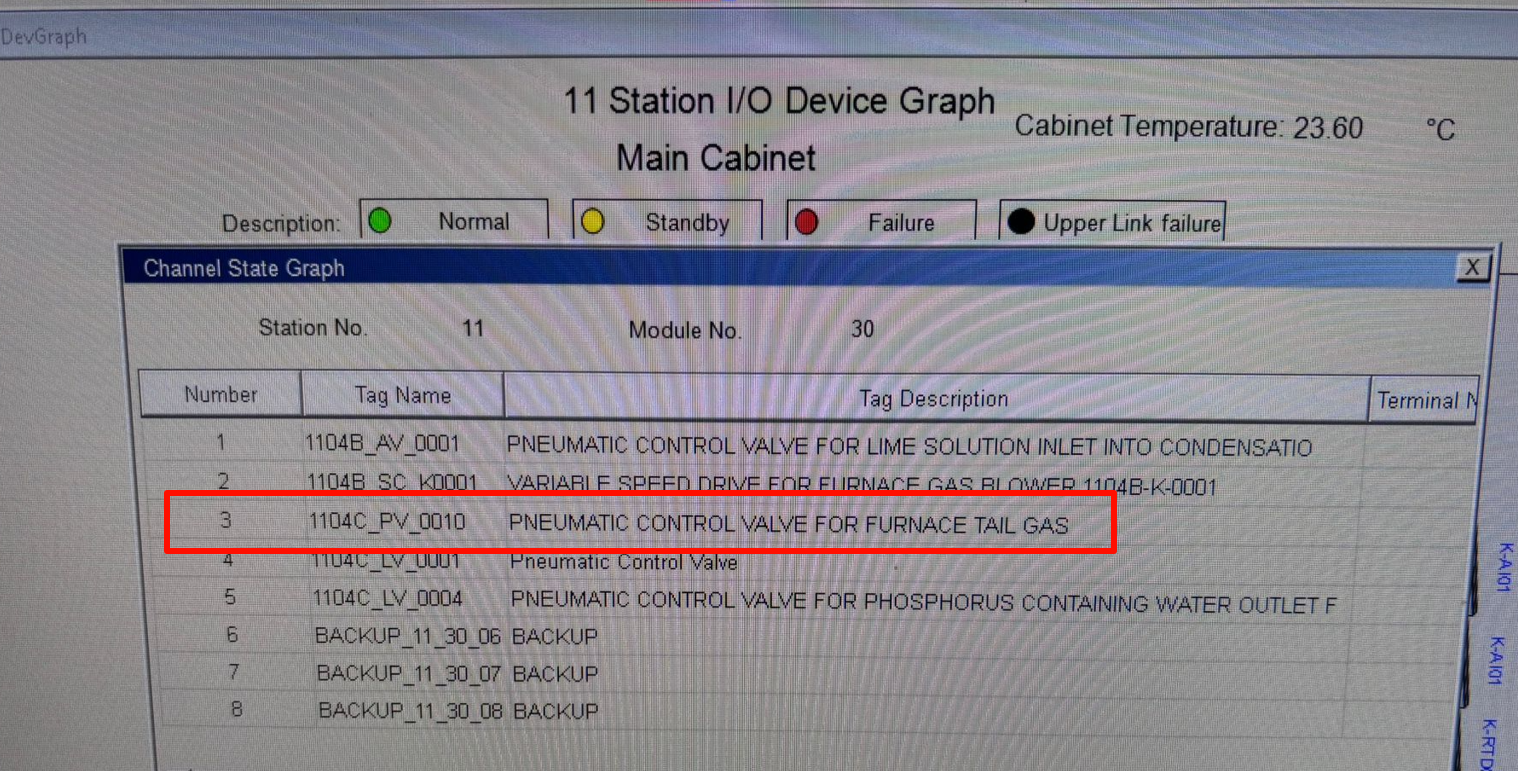 DevGraph
11 Station I/O Device Graph
Cabinet Temperature: 23.60 °C
Main Cabinet
Description: Normal Standby Failure Upper Link failure
Channel State Graph X
Station No. 11 Module No. 30
Number Tag Name Tag Description Terminal N
1 1104B_AV_0001 PNEUMATIC CONTROL VALVE FOR LIME SOLUTION INLET INTO CONDENSATIO
2 1104B_SC_K0001 VARIABLE SPEED DRIVE FOR FURNACE GAS BLOWER 1104B-K-0001
3 1104C_PV_0010 PNEUMATIC CONTROL VALVE FOR FURNACE TAIL GAS
4 1104C_LV_0001 Pneumatic Control Valve
5 1104C_LV_0004 PNEUMATIC CONTROL VALVE FOR PHOSPHORUS CONTAINING WATER OUTLET F
6 BACKUP_11_30_06 BACKUP
7 BACKUP_11_30_07 BACKUP
8 BACKUP_11_30_08 BACKUP
K-AI01
K-AI01
K-RTD